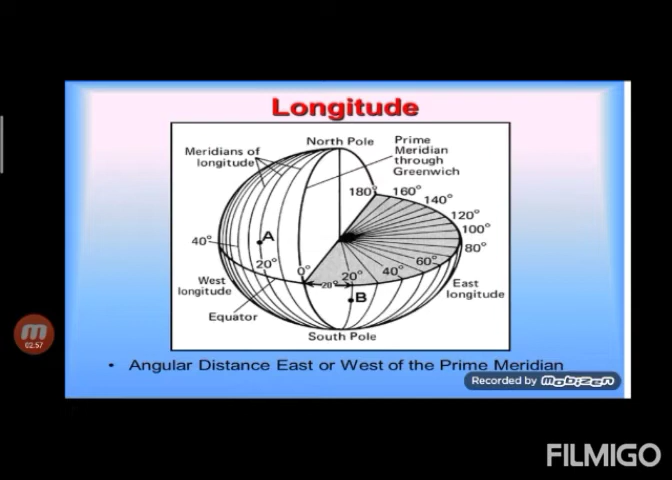 Longitude
North Pole
Prime
Meridian
through
Greenwich
Meridians of
longitude
180° 160°
140°
120°
100°
80°
60°
40°
20°
0°
20°
40°
A
20°
B
West
longitude
East
longitude
Equator
South Pole
• Angular Distance East or West of the Prime Meridian
Recorded by mobizen
m
02:57
FILMIGO